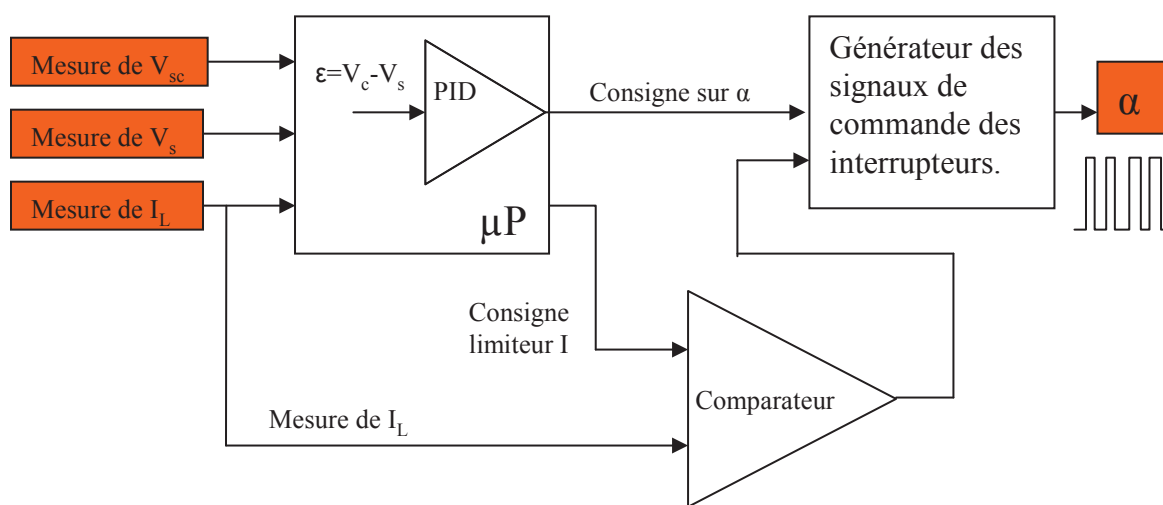 Mesure de Vsc
Mesure de Vs
Mesure de IL
ε=Vc-Vs
PID
µP
Consigne sur α
Générateur des
signaux de
commande des
interrupteurs.
α
Consigne
limiteur I
Mesure de IL
Comparateur